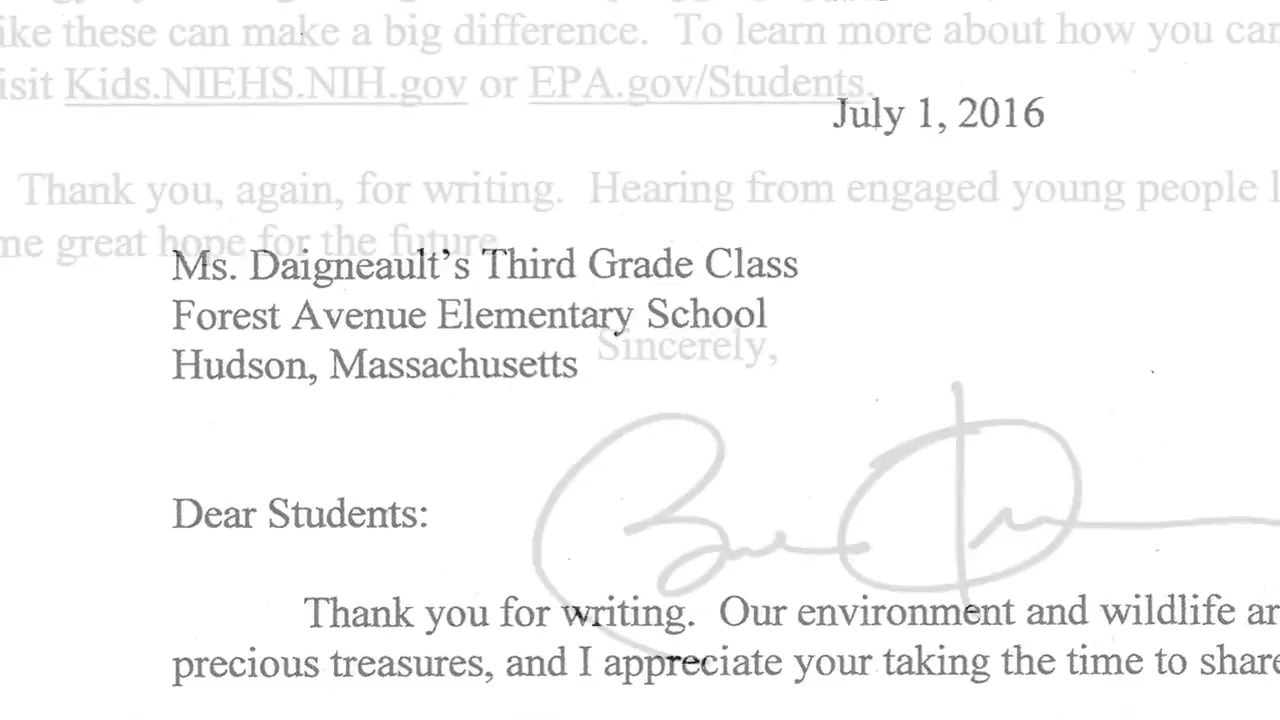 ike these can make a big difference.  To learn more about how you can
isit Kids.NIEHS.NIH.gov or EPA.gov/Students.
July 1, 2016
Thank you, again, for writing.  Hearing from engaged young people l
me great hope for the future
Ms. Daigneault's Third Grade Class
Forest Avenue Elementary School
Hudson, Massachusetts
Sincerely,
Dear Students:
Thank you for writing.  Our environment and wildlife ar
precious treasures, and I appreciate your taking the time to share